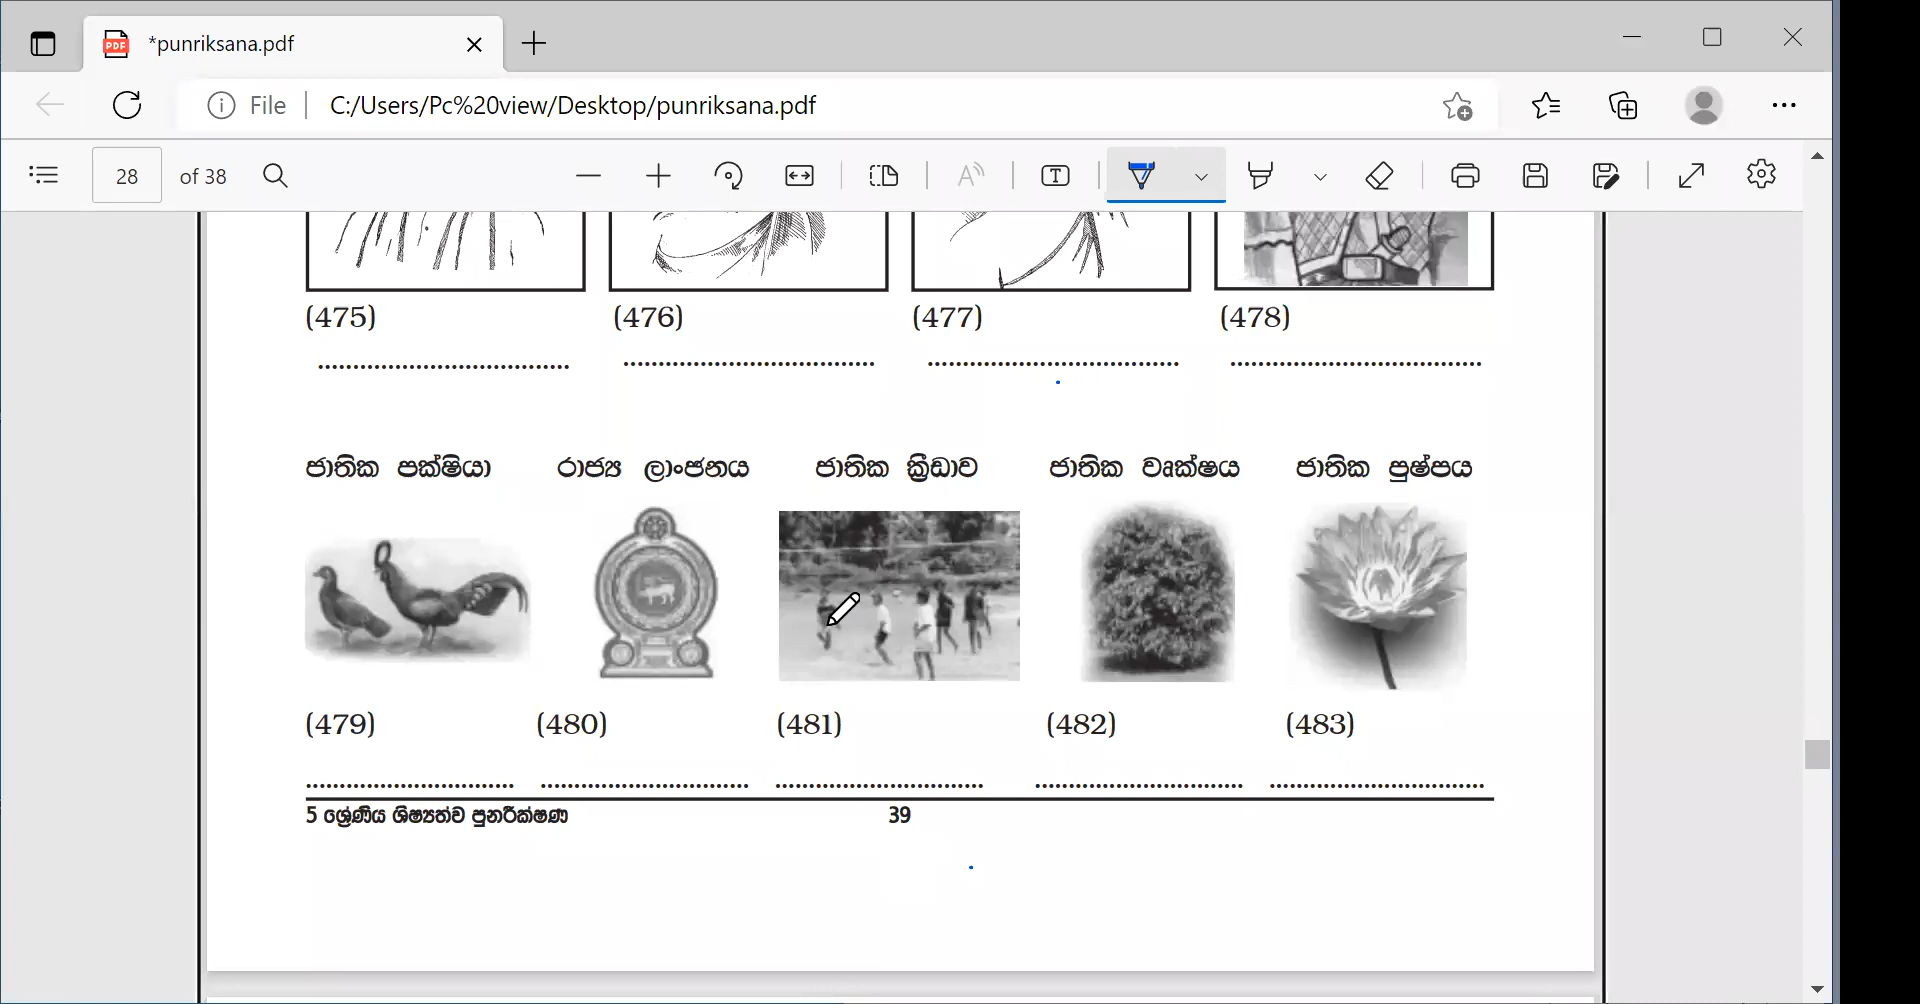 *punriksana.pdf
File C:/Users/Pc%20view/Desktop/punriksana.pdf
28 of 38
(475) (476) (477) (478)
ජාතික පක්ෂියා රාජ්‍ය ලාංඡනය ජාතික ක්‍රීඩාව ජාතික වෘක්ෂය ජාතික පුෂ්පය
(479) (480) (481) (482) (483)
5 ශ්‍රේණිය ශිෂ්‍යත්ව පුනරීක්ෂණ 39